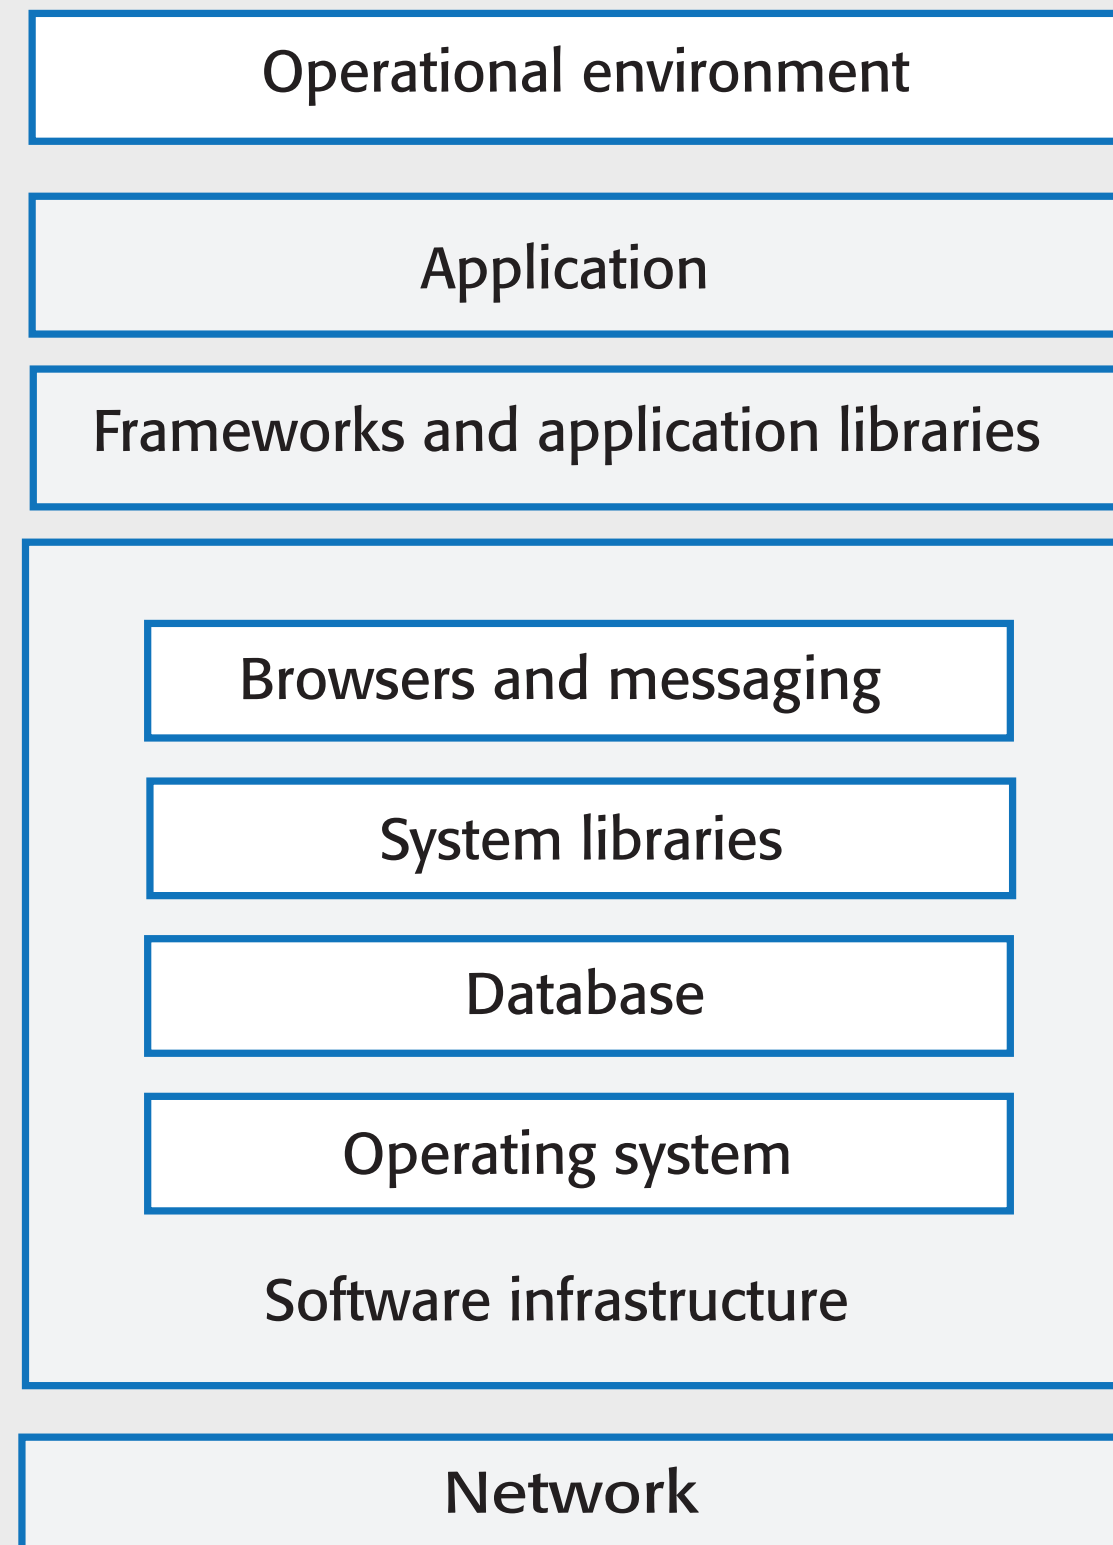 Operational environment
Application
Frameworks and application libraries
Browsers and messaging
System libraries
Database
Operating system
Software infrastructure
Network